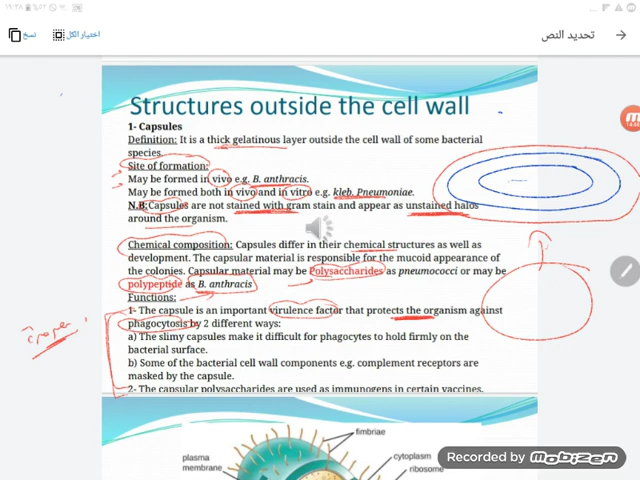 ١٩:٢٨
تحديد النص
اختيار الكل
نسخ
Structures outside the cell wall
1- Capsules
Definition: It is a thick gelatinous layer outside the cell wall of some bacterial
species.
Site of formation:
May be formed in vivo e.g. B. anthracis.
May be formed both in vivo and in vitro e.g. kleb. Pneumoniae.
N.B:Capsules are not stained with gram stain and appear as unstained halos
around the organism.
Chemical composition: Capsules differ in their chemical structures as well as
development. The capsular material is responsible for the mucoid appearance of
the colonies. Capsular material may be Polysaccharides as pneumococci or may be
polypeptide as B. anthracis
Functions:
1- The capsule is an important virulence factor that protects the organism against
phagocytosis by 2 different ways:
a) The slimy capsules make it difficult for phagocytes to hold firmly on the
bacterial surface.
b) Some of the bacterial cell wall components e.g. complement receptors are
masked by the capsule.
2- The capsular polysaccharides are used as immunogens in certain vaccines.
fimbriae
plasma
membrane
cytoplasm
ribosome
Recorded by mobizen